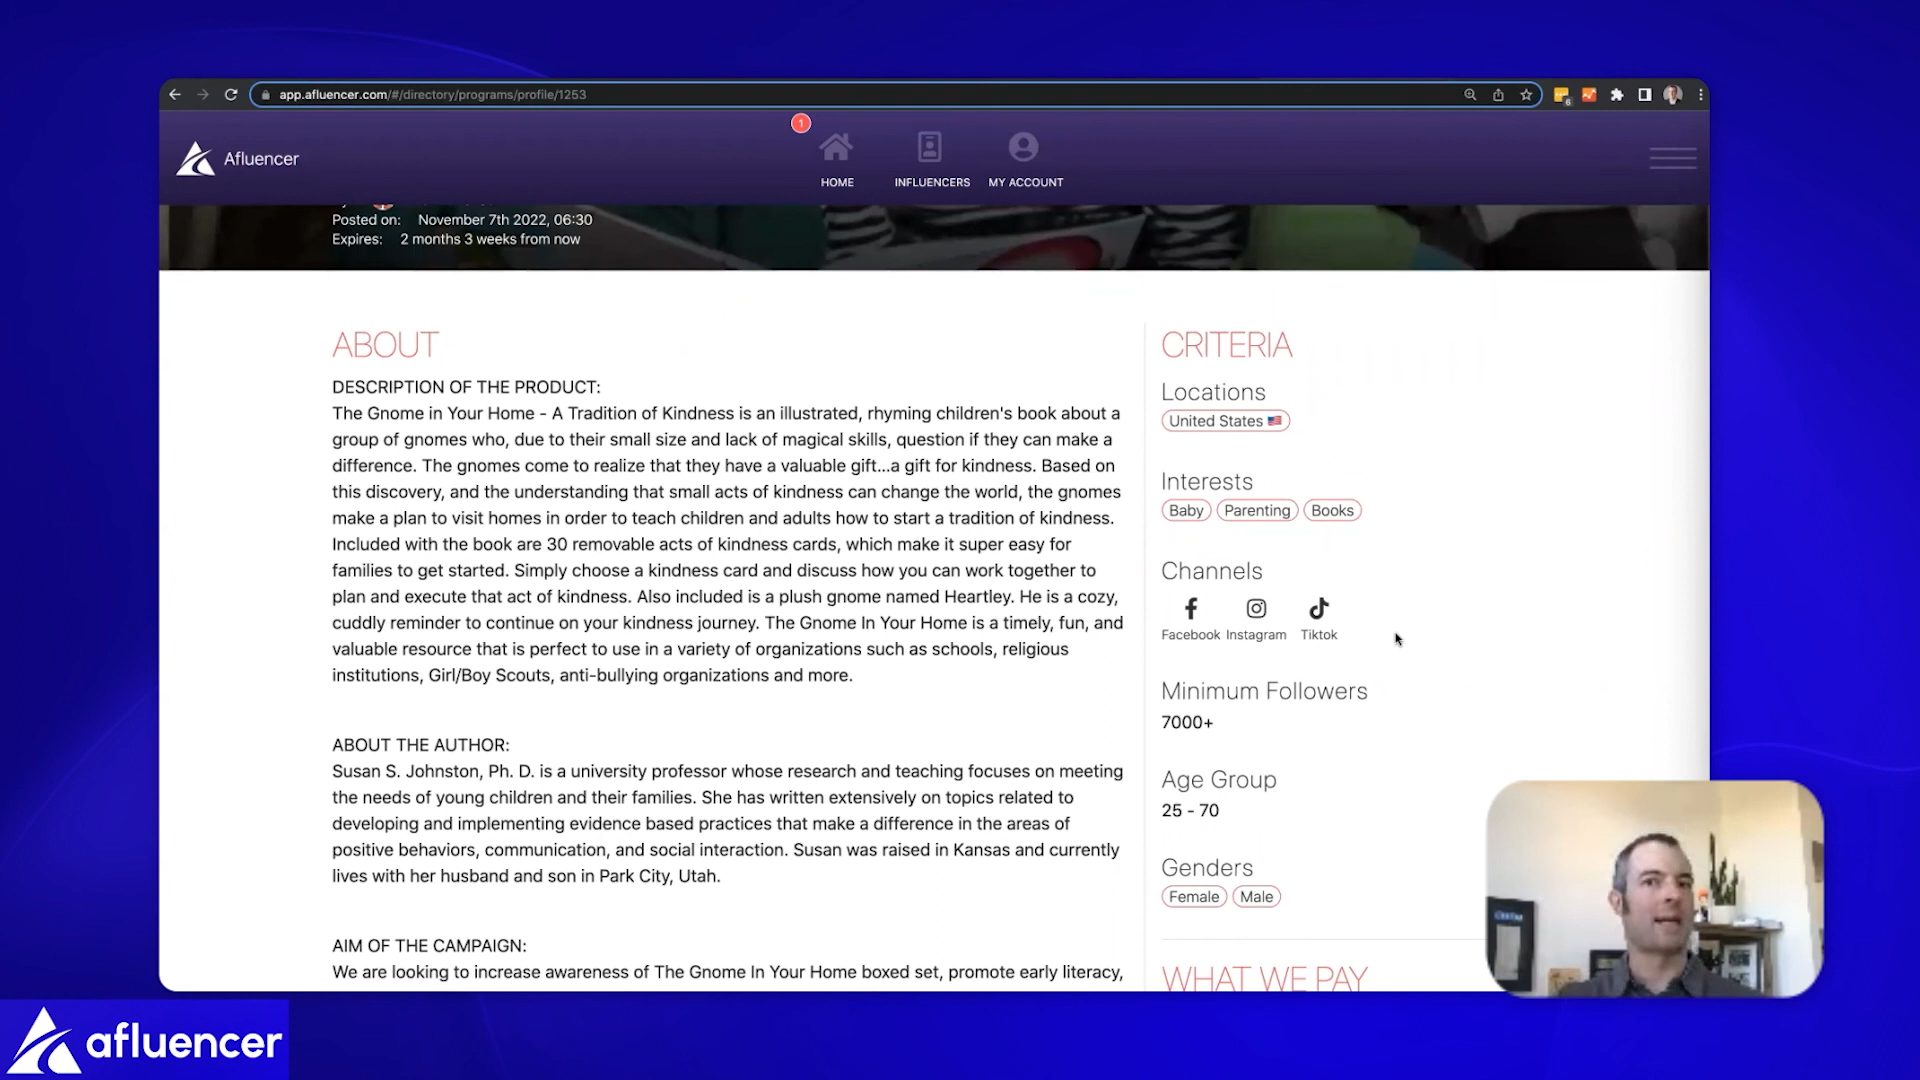 app.afluencer.com/#/directory/programs/profile/1253
6
1
Afluencer
HOME
INFLUENCERS
MY ACCOUNT
Posted on: November 7th 2022, 06:30
Expires: 2 months 3 weeks from now
ABOUT
DESCRIPTION OF THE PRODUCT:
The Gnome in Your Home - A Tradition of Kindness is an illustrated, rhyming children's book about a
group of gnomes who, due to their small size and lack of magical skills, question if they can make a
difference. The gnomes come to realize that they have a valuable gift...a gift for kindness. Based on
this discovery, and the understanding that small acts of kindness can change the world, the gnomes
make a plan to visit homes in order to teach children and adults how to start a tradition of kindness.
Included with the book are 30 removable acts of kindness cards, which make it super easy for
families to get started. Simply choose a kindness card and discuss how you can work together to
plan and execute that act of kindness. Also included is a plush gnome named Heartley. He is a cozy,
cuddly reminder to continue on your kindness journey. The Gnome In Your Home is a timely, fun, and
valuable resource that is perfect to use in a variety of organizations such as schools, religious
institutions, Girl/Boy Scouts, anti-bullying organizations and more.
ABOUT THE AUTHOR:
Susan S. Johnston, Ph. D. is a university professor whose research and teaching focuses on meeting
the needs of young children and their families. She has written extensively on topics related to
developing and implementing evidence based practices that make a difference in the areas of
positive behaviors, communication, and social interaction. Susan was raised in Kansas and currently
lives with her husband and son in Park City, Utah.
AIM OF THE CAMPAIGN:
We are looking to increase awareness of The Gnome In Your Home boxed set, promote early literacy,
CRITERIA
Locations
United States
Interests
Baby Parenting Books
Channels
Facebook Instagram Tiktok
Minimum Followers
7000+
Age Group
25 - 70
Genders
Female Male
WHAT WE PAY
afluencer